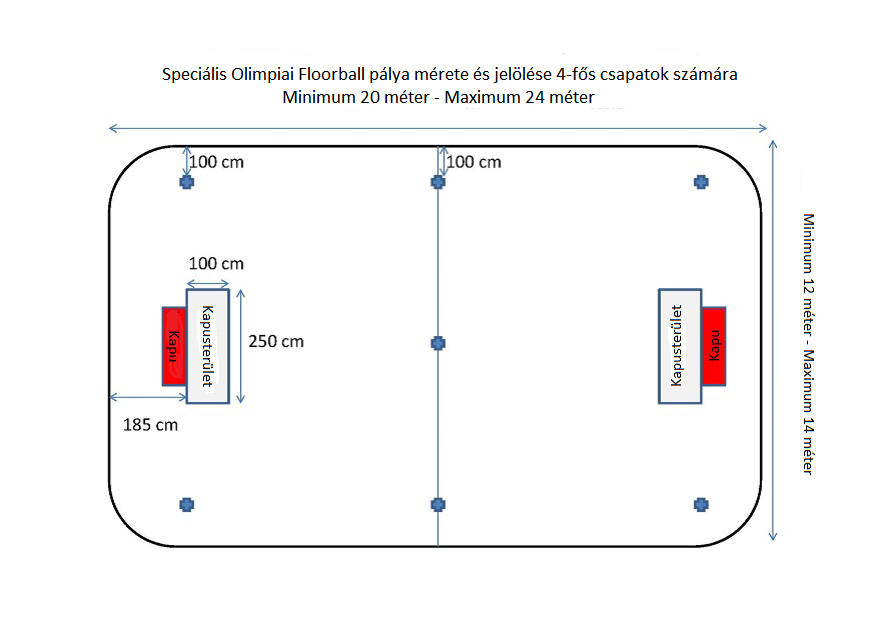 Speciális Olimpiai Floorball pálya mérete és jelölése 4-fős csapatok számára
Minimum 20 méter - Maximum 24 méter
100 cm
100 cm
100 cm
Kapu
Kapusterület
250 cm
Kapusterület
Kapu
Minimum 12 méter - Maximum 14 méter
185 cm